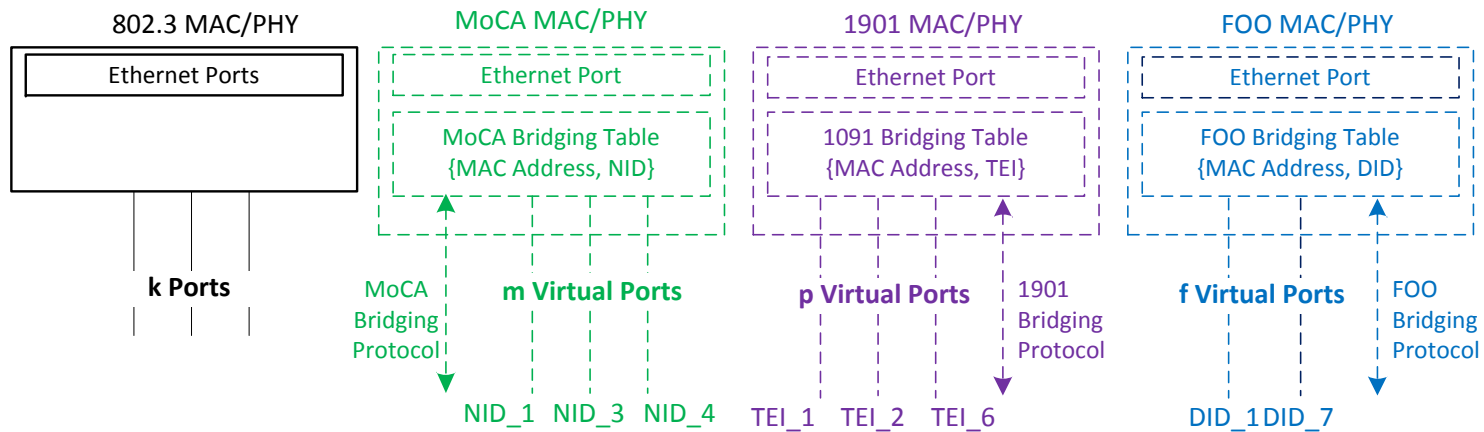 802.3 MAC/PHY
Ethernet Ports
k Ports
MoCA MAC/PHY
Ethernet Port
MoCA Bridging Table
{MAC Address, NID}
MoCA
Bridging
Protocol
m Virtual Ports
NID_1
NID_3
NID_4
1901 MAC/PHY
Ethernet Port
1091 Bridging Table
{MAC Address, TEI}
p Virtual Ports
1901
Bridging
Protocol
TEI_1
TEI_2
TEI_6
FOO MAC/PHY
Ethernet Port
FOO Bridging Table
{MAC Address, DID}
f Virtual Ports
FOO
Bridging
Protocol
DID_1
DID_7